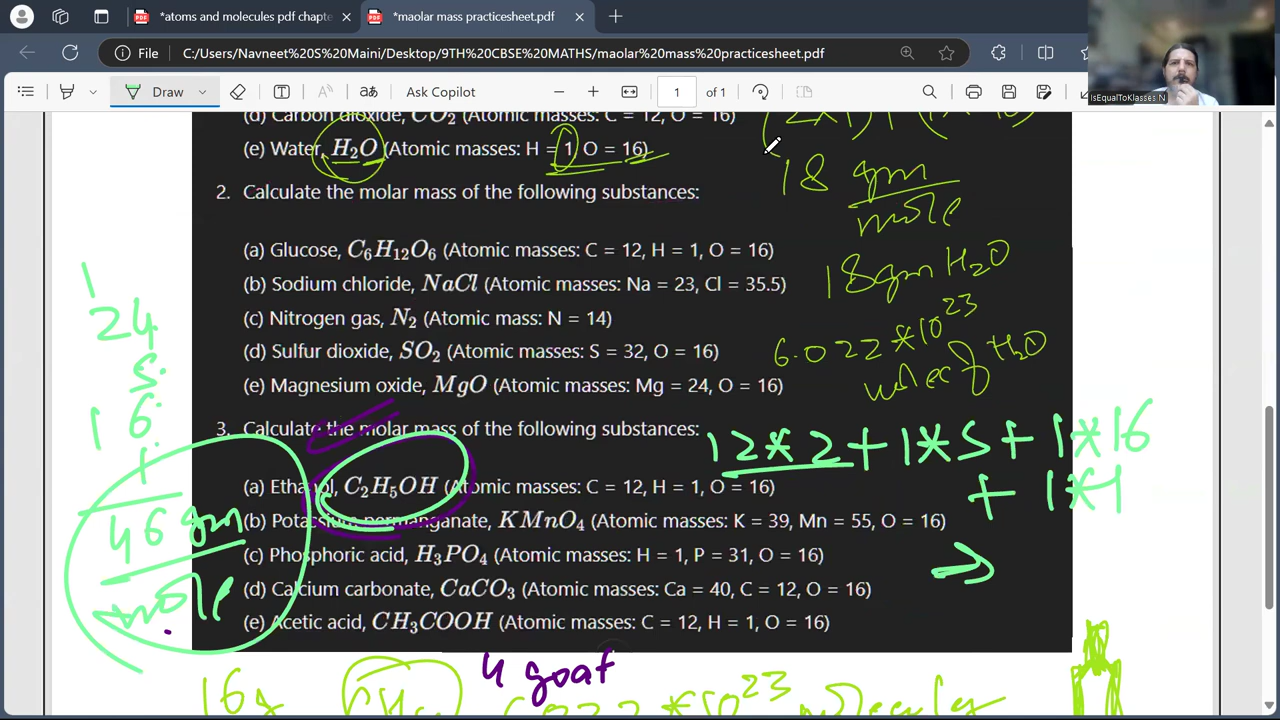 *atoms and molecules pdf chapte
*maolar mass practicesheet.pdf
File C:/Users/Navneet%20S%20Maini/Desktop/9TH%20CBSE%20MATHS/maolar%20mass%20practicesheet.pdf
Draw
Ask Copilot
1 of 1
IsEqualToKlasses N
(d) Carbon dioxide, CO₂ (Atomic masses: C = 12, O = 16)
(e) Water, H₂O (Atomic masses: H = 1, O = 16)
18 gm
mole
2. Calculate the molar mass of the following substances:
(a) Glucose, C₆H₁₂O₆ (Atomic masses: C = 12, H = 1, O = 16)
18gm H₂O
(b) Sodium chloride, NaCl (Atomic masses: Na = 23, Cl = 35.5)
(c) Nitrogen gas, N₂ (Atomic mass: N = 14)
6.022*10²³
(d) Sulfur dioxide, SO₂ (Atomic masses: S = 32, O = 16)
of H₂O
(e) Magnesium oxide, MgO (Atomic masses: Mg = 24, O = 16)
3. Calculate the molar mass of the following substances:
12*2+1*5+1*16
+ 1*1
(a) Ethanol, C₂H₅OH (Atomic masses: C = 12, H = 1, O = 16)
(b) Potassium permanganate, KMnO₄ (Atomic masses: K = 39, Mn = 55, O = 16)
(c) Phosphoric acid, H₃PO₄ (Atomic masses: H = 1, P = 31, O = 16)
(d) Calcium carbonate, CaCO₃ (Atomic masses: Ca = 40, C = 12, O = 16)
(e) Acetic acid, CH₃COOH (Atomic masses: C = 12, H = 1, O = 16)
1
24
5
16
1
46 gm
mole
4 goat
16g